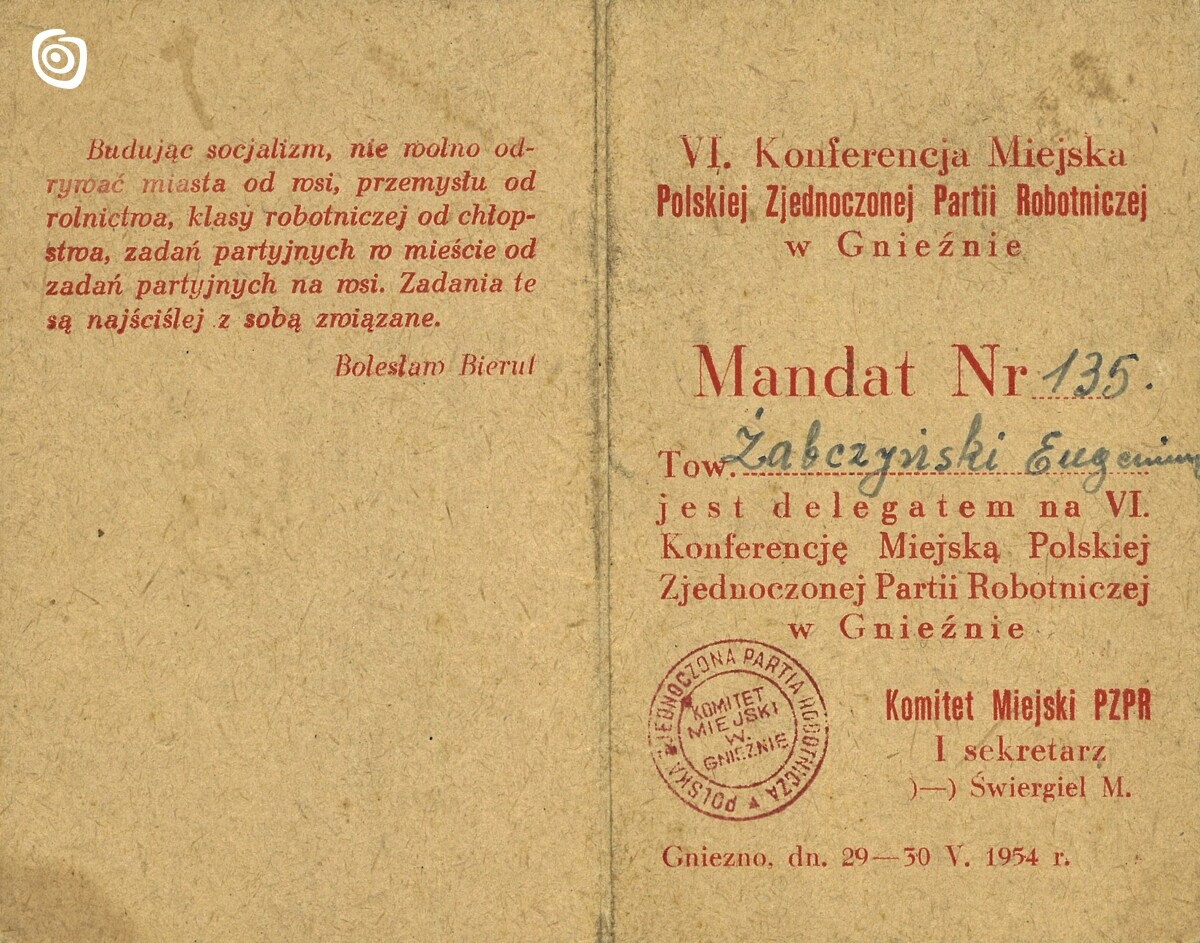 Budując socjalizm, nie wolno od-
rywać miasta od wsi, przemysłu od
rolnictwa, klasy robotniczej od chłop-
stwa, zadań partyjnych w mieście od
zadań partyjnych na wsi. Zadania te
są najściślej z sobą związane.
Bolesław Bierut
VI. Konferencja Miejska
Polskiej Zjednoczonej Partii Robotniczej
w Gnieźnie
Mandat Nr 135.
Tow. Żabczyński Eugeniusz
jest delegatem na VI.
Konferencję Miejską Polskiej
Zjednoczonej Partii Robotniczej
w Gnieźnie
POLSKA ZJEDNOCZONA PARTIA ROBOTNICZA
KOMITET
MIEJSKI
W.
GNIEŹNIE
Komitet Miejski PZPR
I sekretarz
)—) Świergiel M.
Gniezno, dn. 29—30 V. 1954 r.